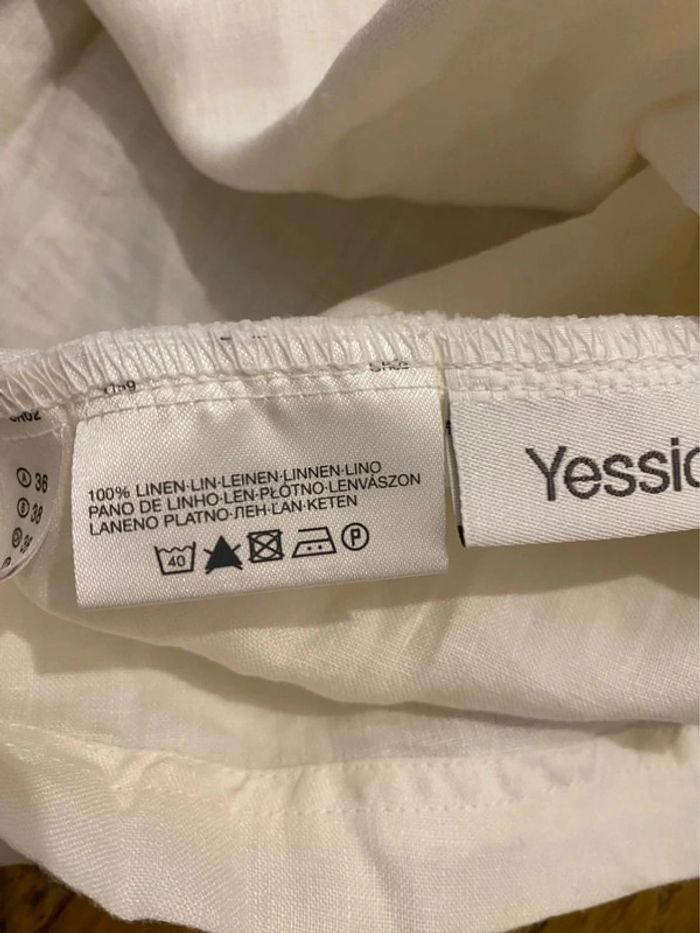 100% LINEN·LIN·LEINEN·LINNEN·LINO
PANO DE LINHO·LEN·PŁÓTNO·LENVÁSZON
LANENO PLATNO·ЛЕН·ĽAN·KETEN
40
P
Yessic
36
38